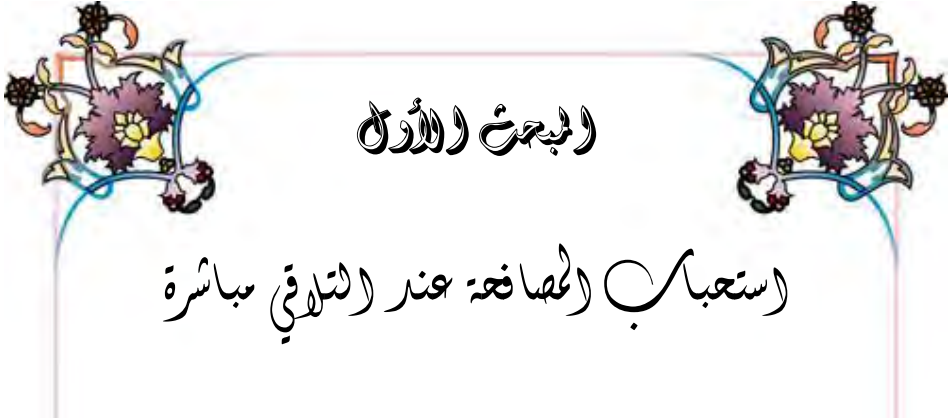 المبحث الأول
استحباب المصافحة عند التلاقي مباشرة